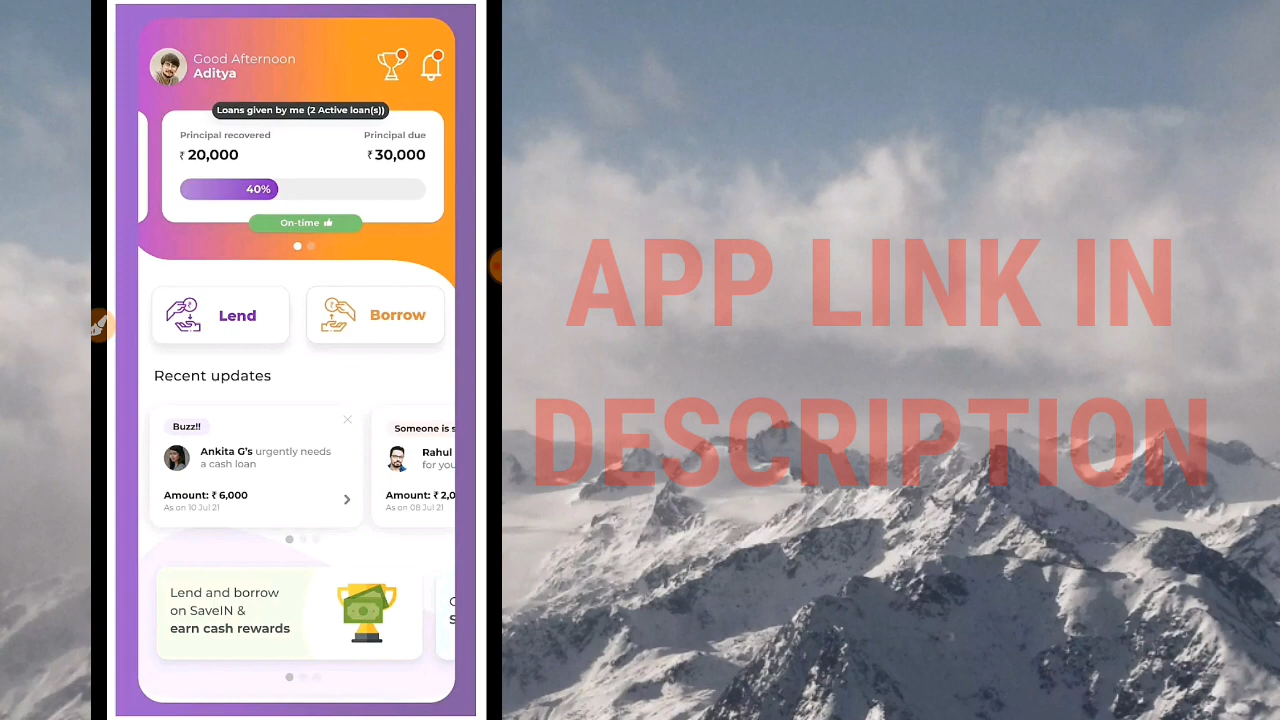 Good Afternoon
Aditya
Loans given by me (2 Active loan(s))
Principal recovered
Principal due
₹ 20,000
₹ 30,000
40%
On-time
Lend
Borrow
Recent updates
Buzz!!
Ankita G's urgently needs
a cash loan
Amount: ₹ 6,000
As on 10 Jul 21
Someone is s
Rahul
for you
Amount: ₹ 2,0
As on 08 Jul 21
Lend and borrow
on SaveIN &
earn cash rewards
APP LINK IN
DESCRIPTION